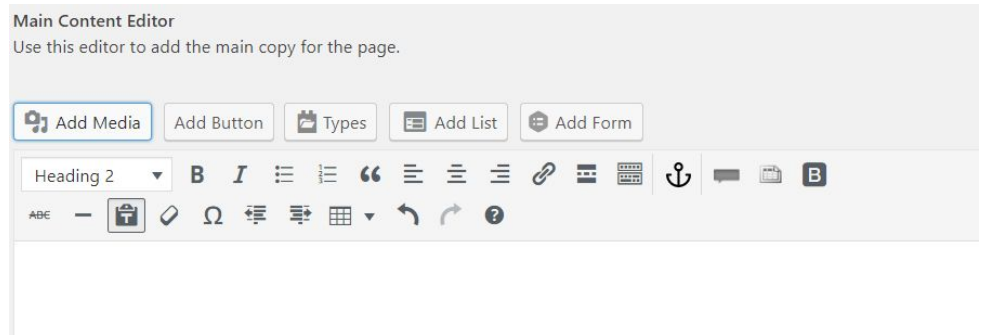 Main Content Editor
Use this editor to add the main copy for the page.
Add Media Add Button Types Add List Add Form
Heading 2 B I B
ABC T Ω